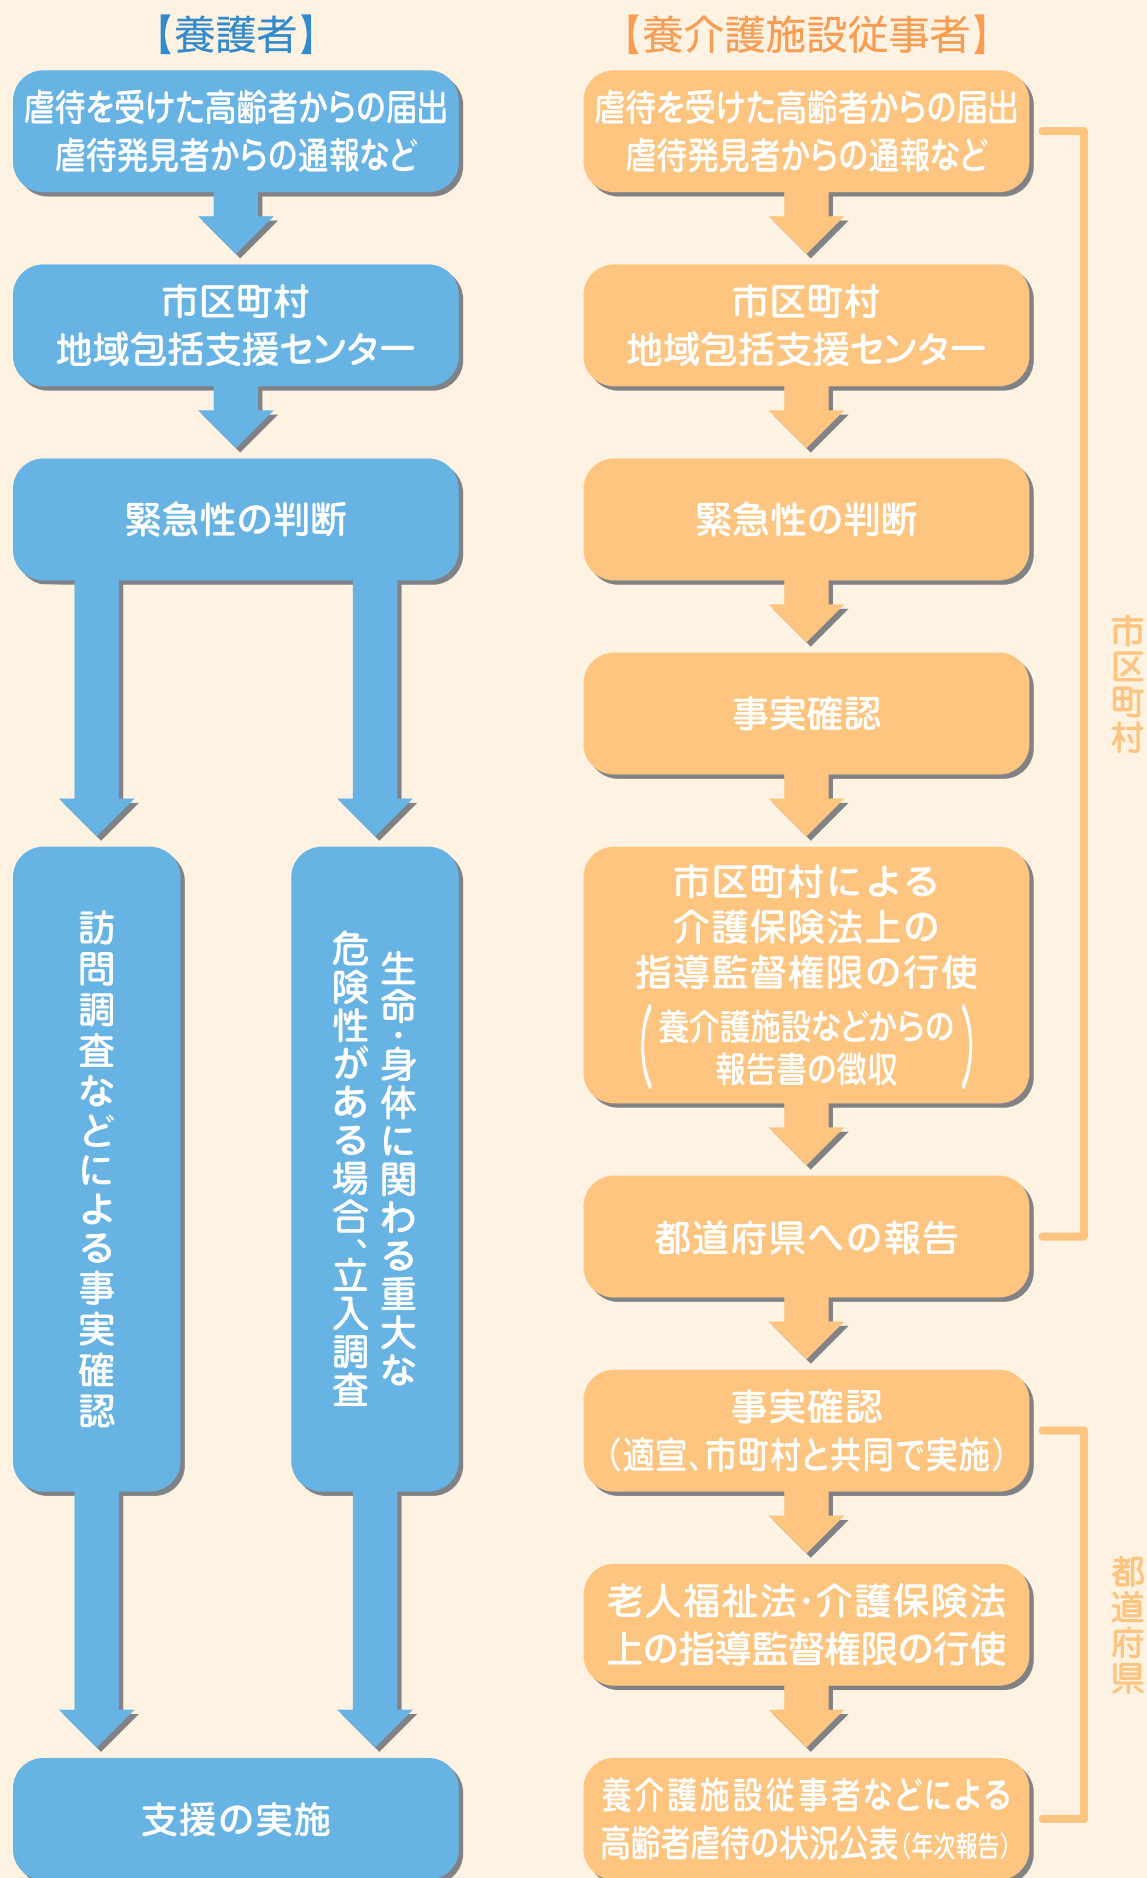 【養護者】
虐待を受けた高齢者からの届出
虐待発見者からの通報など
市区町村
地域包括支援センター
緊急性の判断
訪問調査などによる事実確認
生命・身体に関わる重大な
危険性がある場合、立入調査
支援の実施
【養介護施設従事者】
虐待を受けた高齢者からの届出
虐待発見者からの通報など
市区町村
地域包括支援センター
緊急性の判断
事実確認
市区町村による
介護保険法上の
指導監督権限の行使
（養介護施設などからの
報告書の徴収）
都道府県への報告
市区町村
事実確認
（適宣、市町村と共同で実施）
老人福祉法・介護保険法
上の指導監督権限の行使
養介護施設従事者などによる
高齢者虐待の状況公表（年次報告）
都道府県